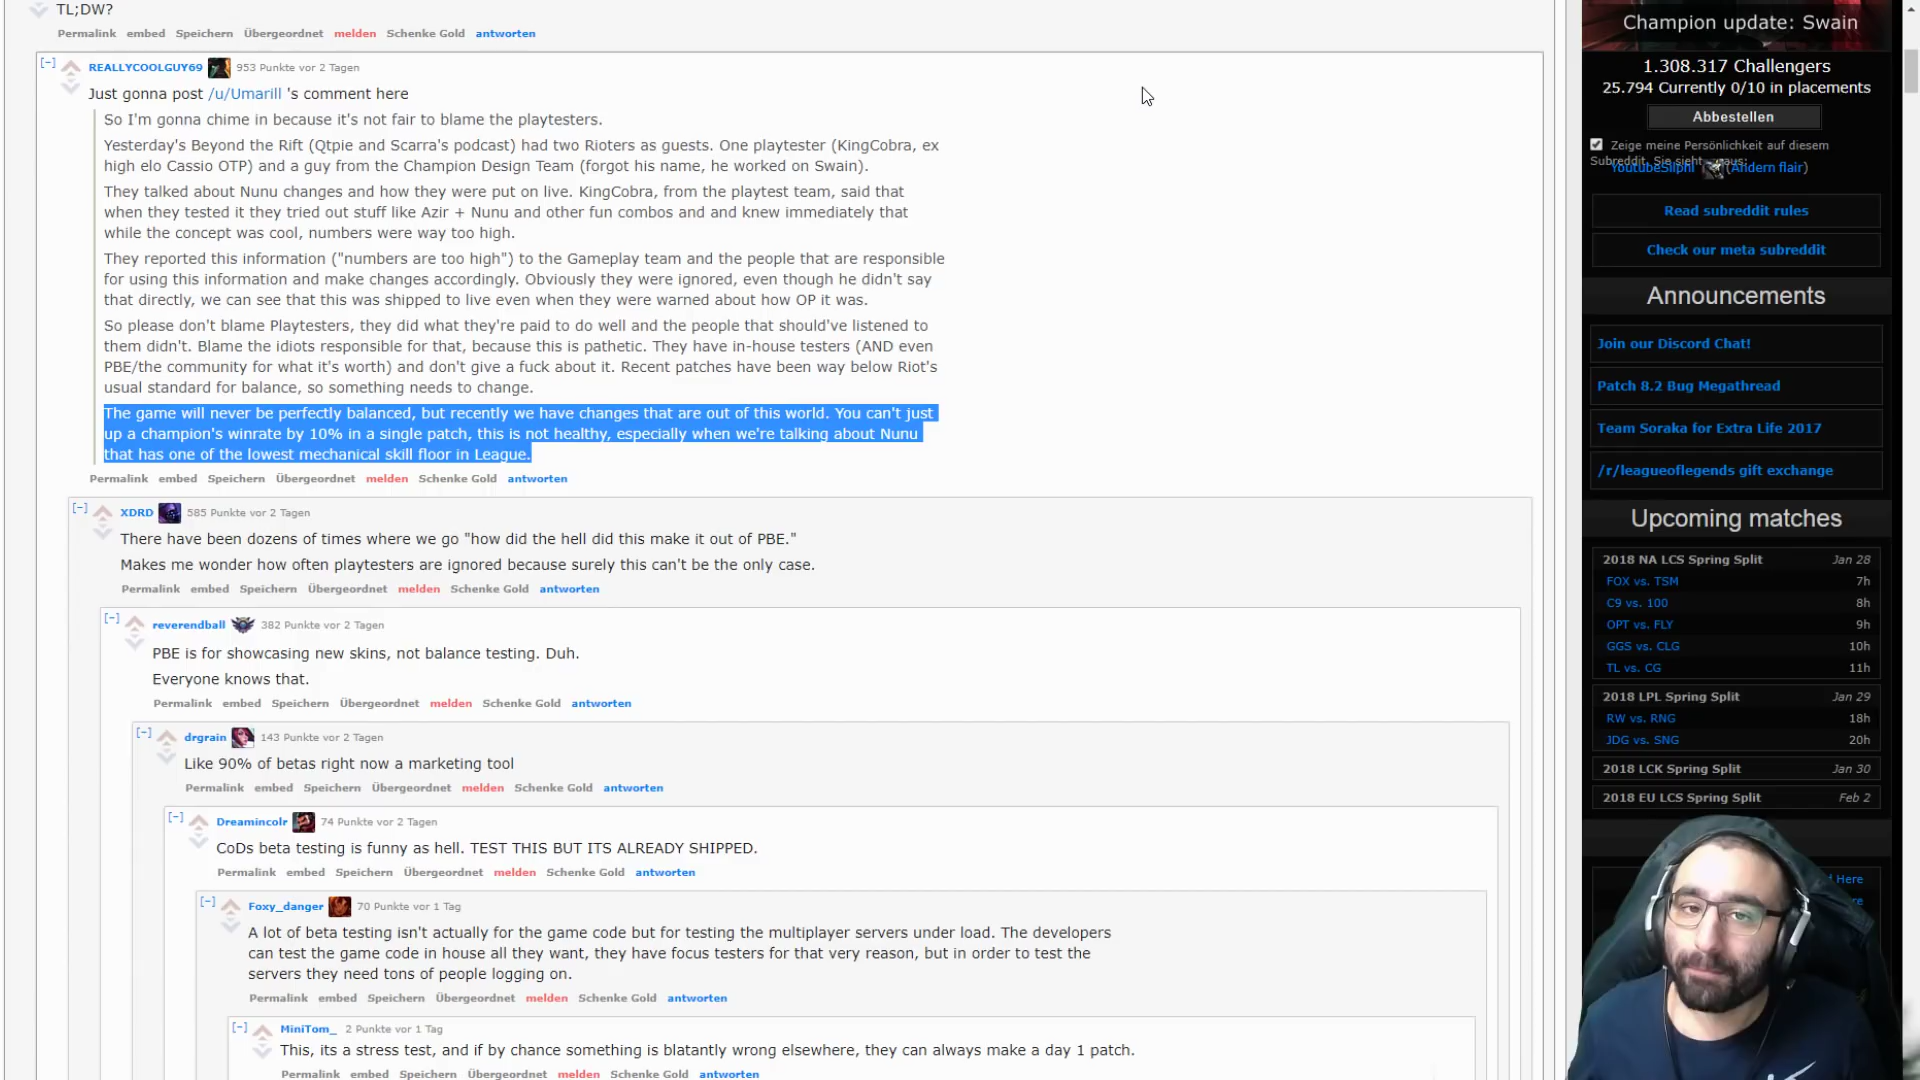 TL;DW?
Permalink embed Speichern Übergeordnet melden Schenke Gold antworten
[-] REALLYCOOLGUY69 953 Punkte vor 2 Tagen
Just gonna post /u/Umarill 's comment here
So I'm gonna chime in because it's not fair to blame the playtesters.
Yesterday's Beyond the Rift (Qtpie and Scarra's podcast) had two Rioters as guests. One playtester (KingCobra, ex
high elo Cassio OTP) and a guy from the Champion Design Team (forgot his name, he worked on Swain).
They talked about Nunu changes and how they were put on live. KingCobra, from the playtest team, said that
when they tested it they tried out stuff like Azir + Nunu and other fun combos and and knew immediately that
while the concept was cool, numbers were way too high.
They reported this information ("numbers are too high") to the Gameplay team and the people that are responsible
for using this information and make changes accordingly. Obviously they were ignored, even though he didn't say
that directly, we can see that this was shipped to live even when they were warned about how OP it was.
So please don't blame Playtesters, they did what they're paid to do well and the people that should've listened to
them didn't. Blame the idiots responsible for that, because this is pathetic. They have in-house testers (AND even
PBE/the community for what it's worth) and don't give a fuck about it. Recent patches have been way below Riot's
usual standard for balance, so something needs to change.
The game will never be perfectly balanced, but recently we have changes that are out of this world. You can't just
up a champion's winrate by 10% in a single patch, this is not healthy, especially when we're talking about Nunu
that has one of the lowest mechanical skill floor in League.
Permalink embed Speichern Übergeordnet melden Schenke Gold antworten
[-] XDRD 585 Punkte vor 2 Tagen
There have been dozens of times where we go "how did the hell did this make it out of PBE."
Makes me wonder how often playtesters are ignored because surely this can't be the only case.
Permalink embed Speichern Übergeordnet melden Schenke Gold antworten
[-] reverendball 382 Punkte vor 2 Tagen
PBE is for showcasing new skins, not balance testing. Duh.
Everyone knows that.
Permalink embed Speichern Übergeordnet melden Schenke Gold antworten
[-] drgrain 143 Punkte vor 2 Tagen
Like 90% of betas right now a marketing tool
Permalink embed Speichern Übergeordnet melden Schenke Gold antworten
[-] Dreamincolr 74 Punkte vor 2 Tagen
CoDs beta testing is funny as hell. TEST THIS BUT ITS ALREADY SHIPPED.
Permalink embed Speichern Übergeordnet melden Schenke Gold antworten
[-] Foxy_danger 70 Punkte vor 1 Tag
A lot of beta testing isn't actually for the game code but for testing the multiplayer servers under load. The developers
can test the game code in house all they want, they have focus testers for that very reason, but in order to test the
servers they need tons of people logging on.
Permalink embed Speichern Übergeordnet melden Schenke Gold antworten
[-] MiniTom_ 2 Punkte vor 1 Tag
This, its a stress test, and if by chance something is blatantly wrong elsewhere, they can always make a day 1 patch.
Permalink embed Speichern Übergeordnet melden Schenke Gold antworten
Champion update: Swain
1.308.317 Challengers
25.794 Currently 0/10 in placements
Abbestellen
Zeige meine Persönlichkeit auf diesem
Subreddit. Sie sieht aus:
(Ändern flair)
Read subreddit rules
Check our meta subreddit
Announcements
Join our Discord Chat!
Patch 8.2 Bug Megathread
Team Soraka for Extra Life 2017
/r/leagueoflegends gift exchange
Upcoming matches
2018 NA LCS Spring Split Jan 28
FOX vs. TSM 7h
C9 vs. 100 8h
OPT vs. FLY 9h
GGS vs. CLG 10h
TL vs. CG 11h
2018 LPL Spring Split Jan 29
RW vs. RNG 18h
JDG vs. SNG 20h
2018 LCK Spring Split Jan 30
2018 EU LCS Spring Split Feb 2
Here